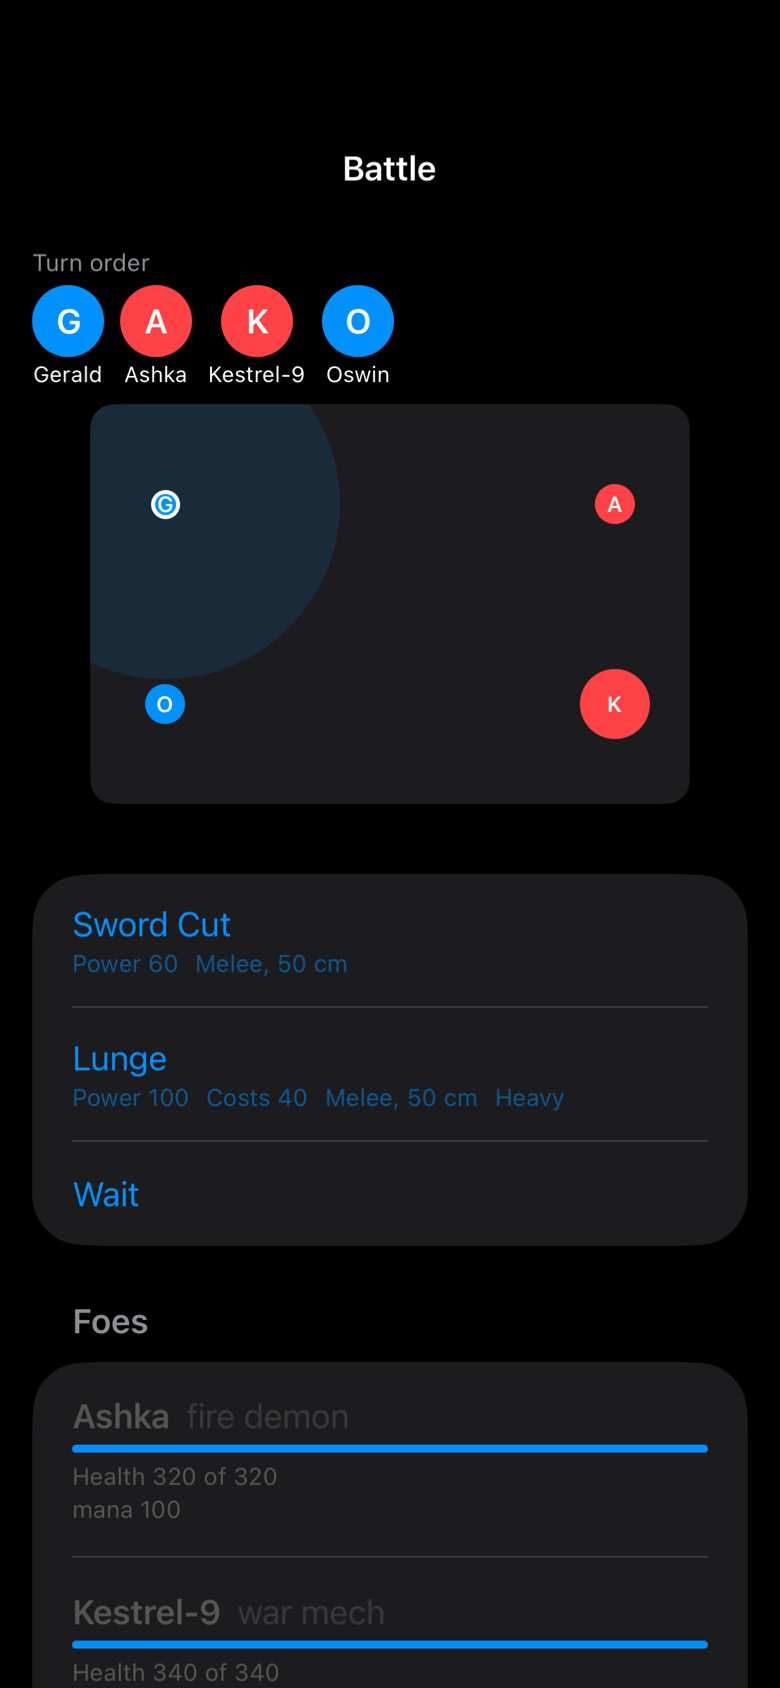 Battle
Turn order
G A K O
Gerald Ashka Kestrel-9 Oswin
G A
O K
Sword Cut
Power 60 Melee, 50 cm
Lunge
Power 100 Costs 40 Melee, 50 cm Heavy
Wait
Foes
Ashka fire demon
Health 320 of 320
mana 100
Kestrel-9 war mech
Health 340 of 340